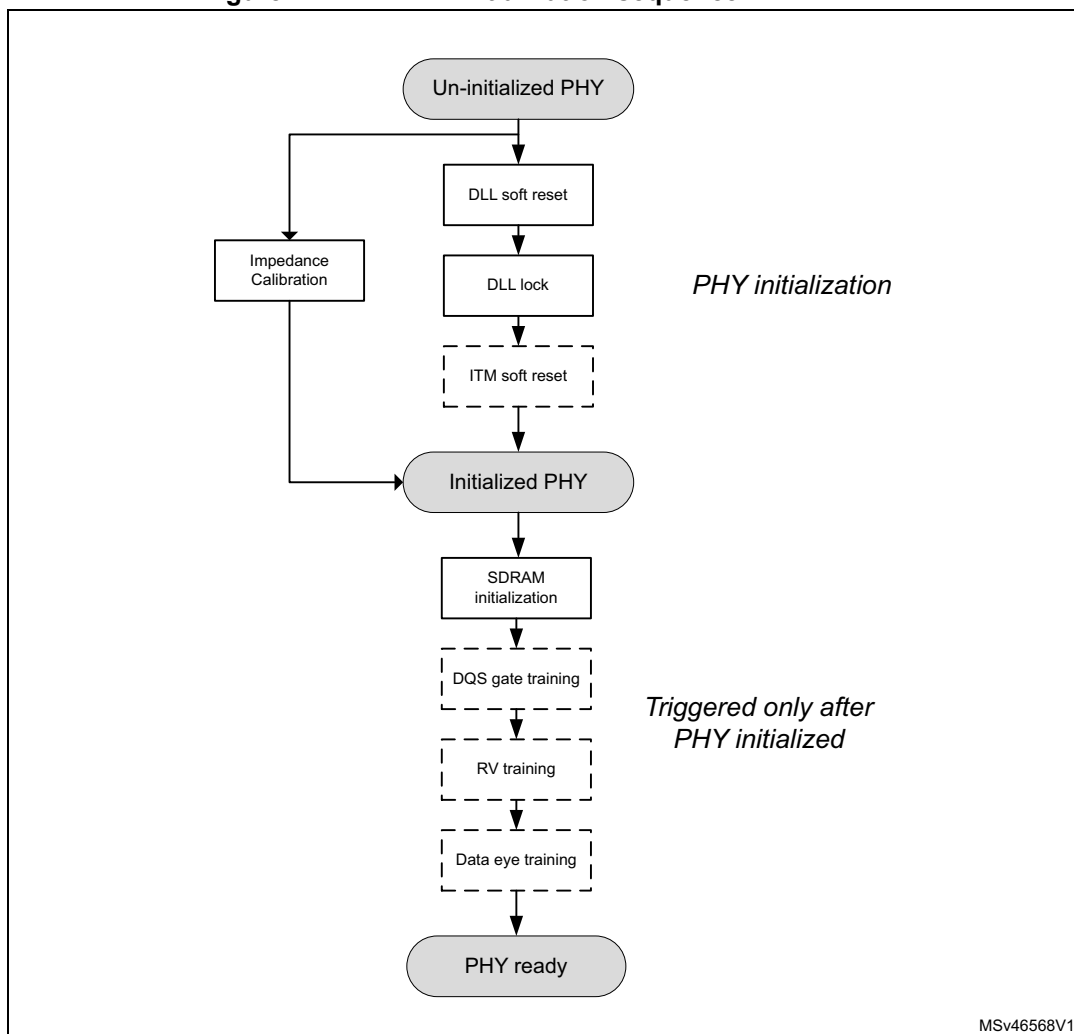 Un-initialized PHY
DLL soft reset
Impedance
Calibration
DLL lock
PHY initialization
ITM soft reset
Initialized PHY
SDRAM
initialization
DQS gate training
Triggered only after
PHY initialized
RV training
Data eye training
PHY ready
MSv46568V1